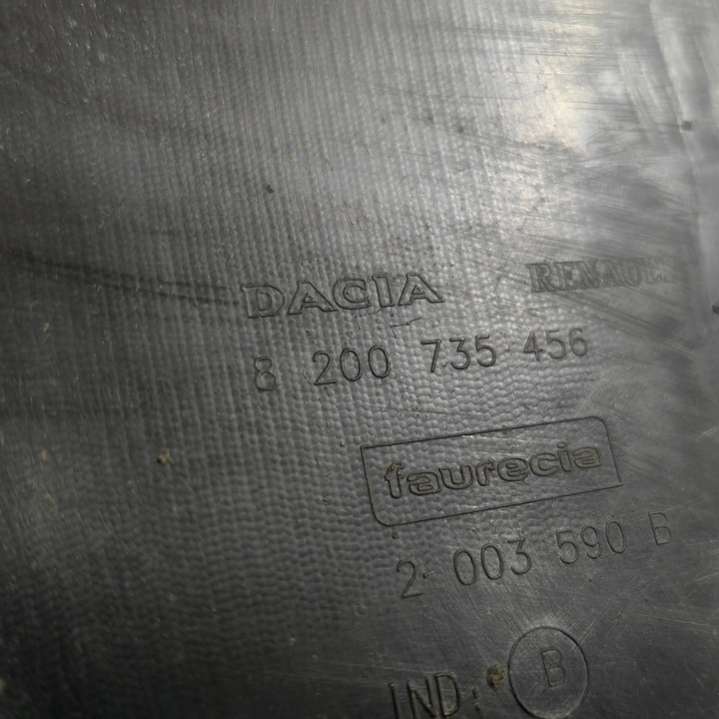 DACIA RENAULT
8 200 735 456
faurecia
2 003 590 B
IND: B